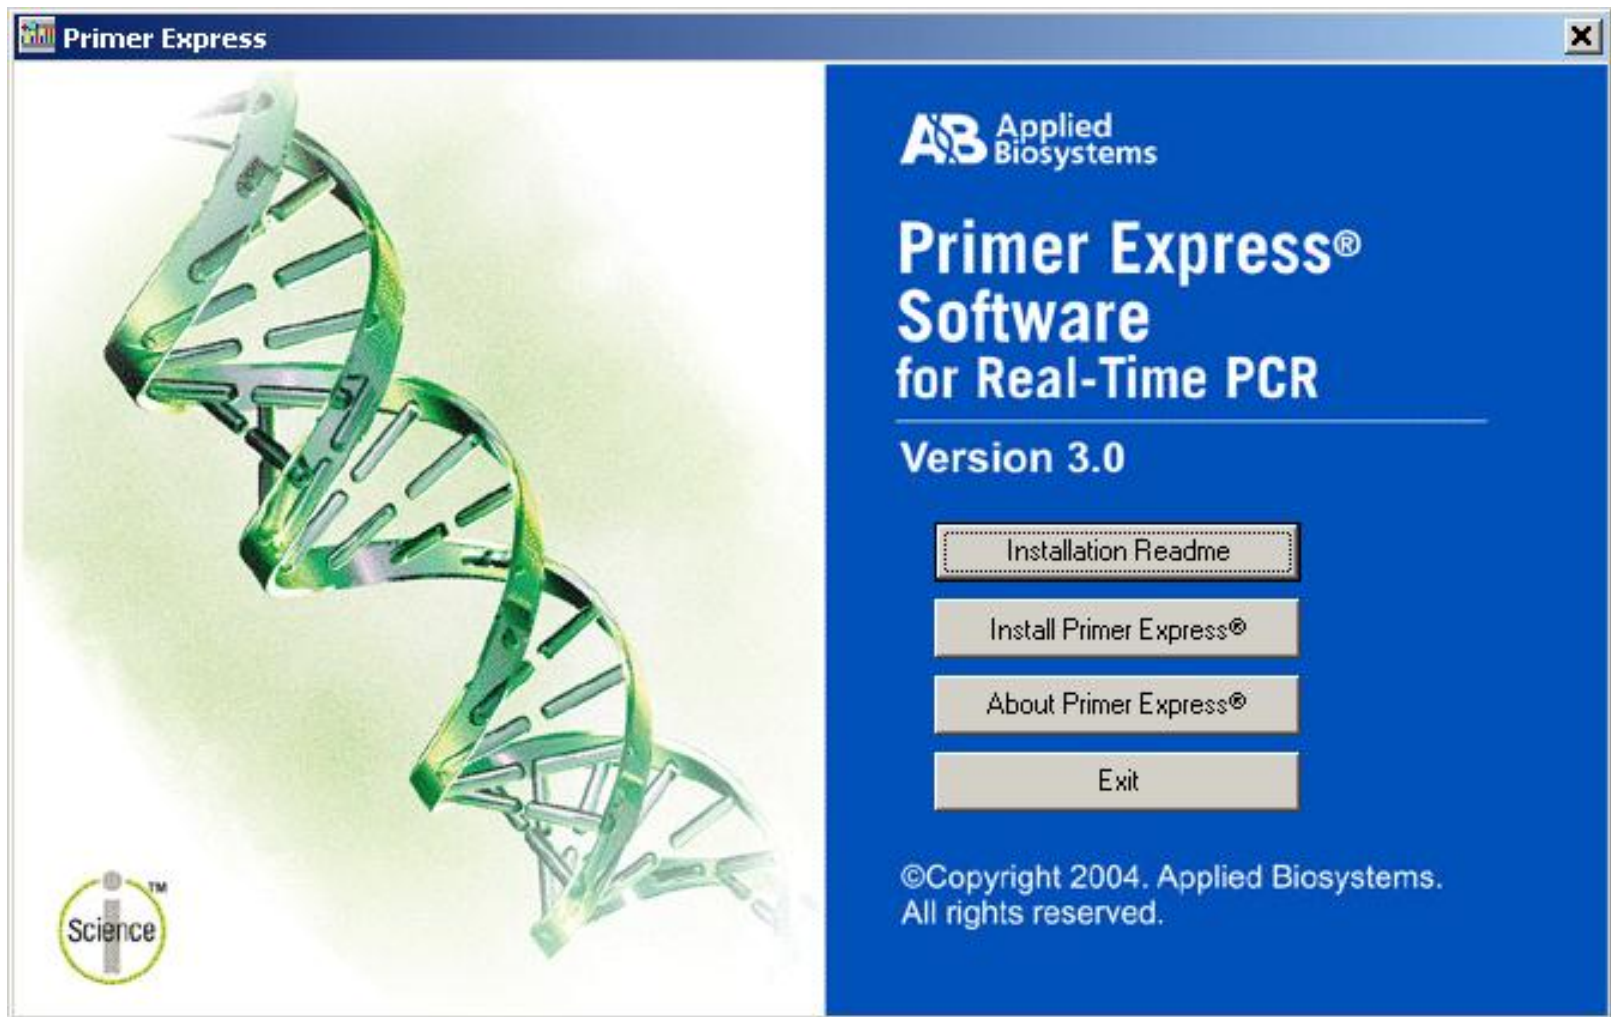 Primer Express
Applied
Biosystems
Primer Express®
Software
for Real-Time PCR
Version 3.0
Installation Readme
Install Primer Express®
About Primer Express®
Exit
©Copyright 2004. Applied Biosystems.
All rights reserved.
i
Science
™